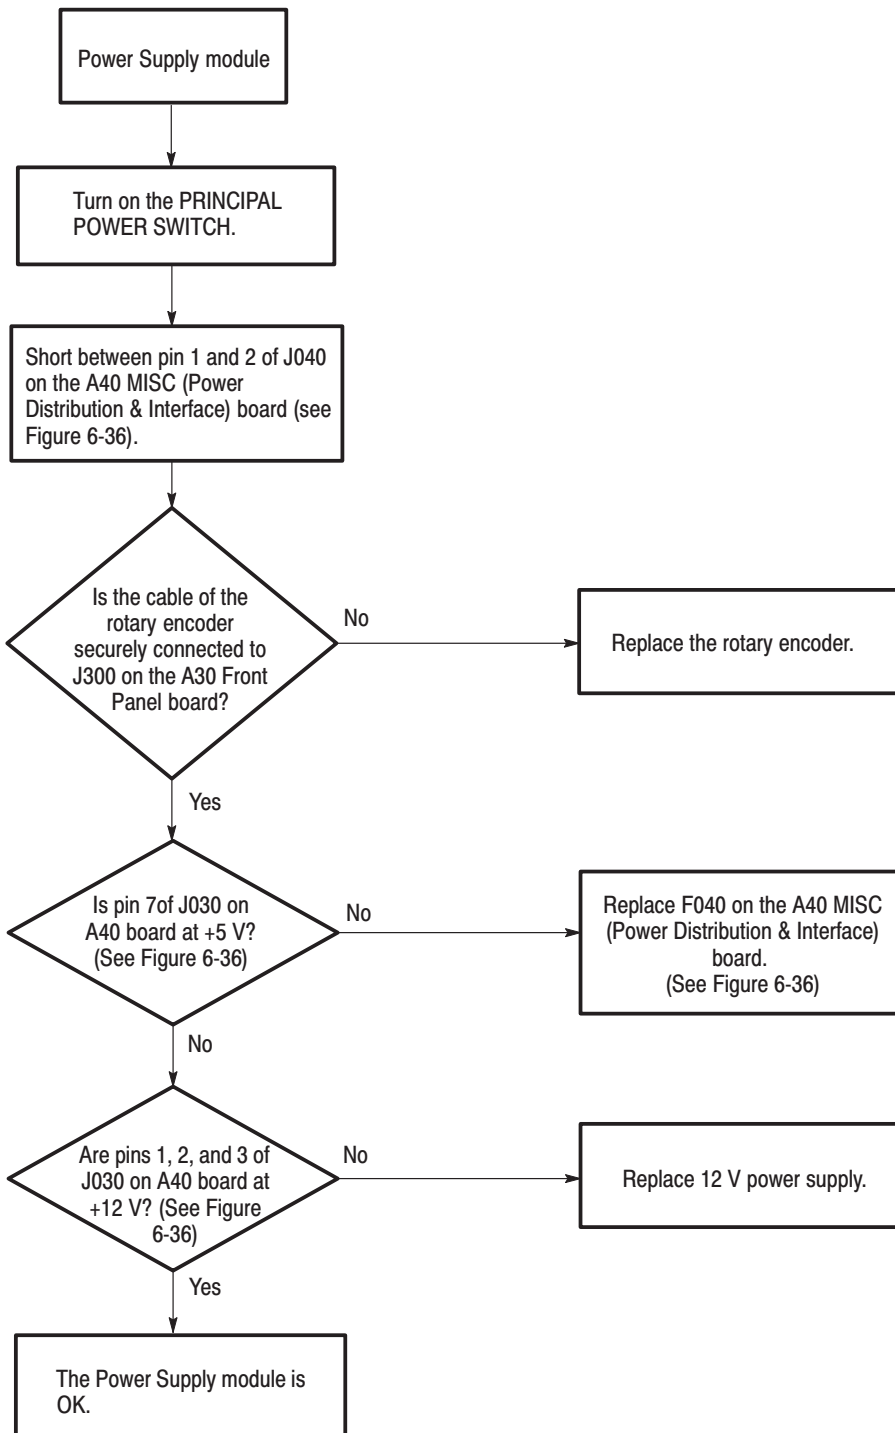 Power Supply module
Turn on the PRINCIPAL
POWER SWITCH.
Short between pin 1 and 2 of J040
on the A40 MISC (Power
Distribution & Interface) board (see
Figure 6-36).
Is the cable of the
rotary encoder
securely connected to
J300 on the A30 Front
Panel board?
No
Replace the rotary encoder.
Yes
Is pin 7of J030 on
A40 board at +5 V?
(See Figure 6-36)
No
Replace F040 on the A40 MISC
(Power Distribution & Interface)
board.
(See Figure 6-36)
No
Are pins 1, 2, and 3 of
J030 on A40 board at
+12 V? (See Figure
6-36)
No
Replace 12 V power supply.
Yes
The Power Supply module is
OK.